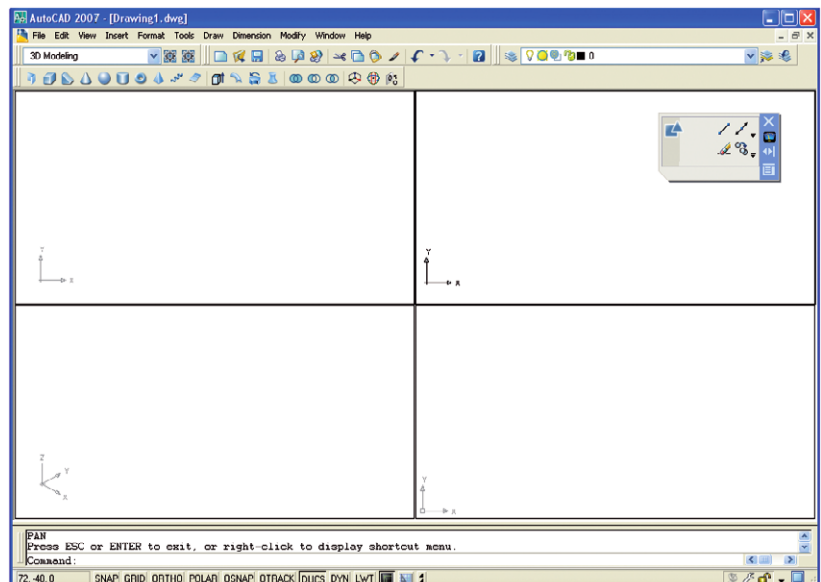 AutoCAD 2007 - [Drawing1.dwg]
File Edit View Insert Format Tools Draw Dimension Modify Window Help
3D Modeling 0
Y
X
Y
X
Z
Y
X
Y
X
PAN
Press ESC or ENTER to exit, or right-click to display shortcut menu.
Command:
72, -40, 0 SNAP GRID ORTHO POLAR OSNAP OTRACK DUCS DYN LWT